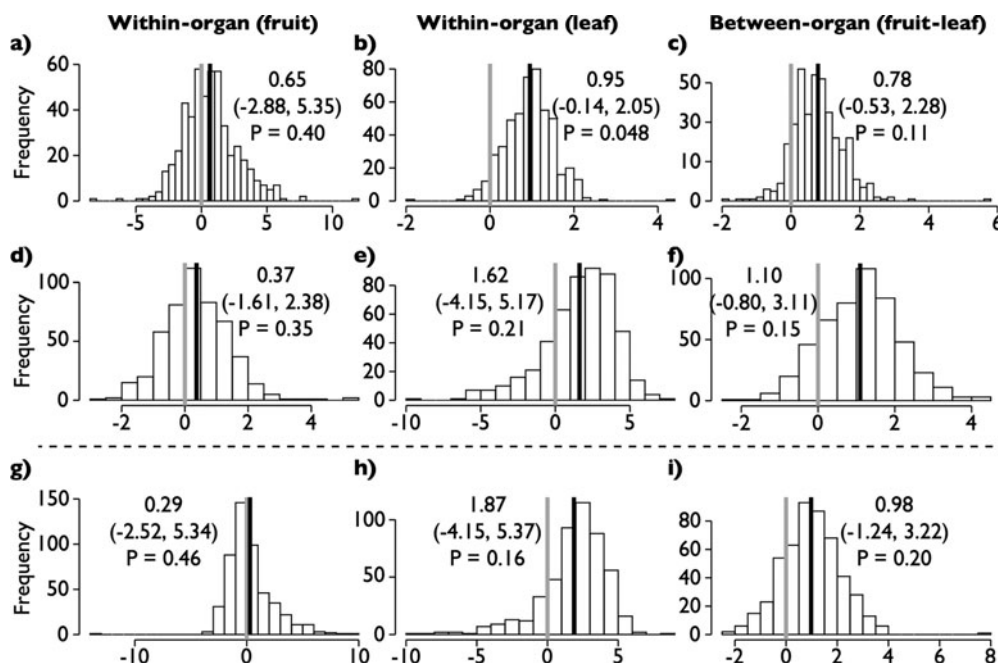 Within-organ (fruit) Within-organ (leaf) Between-organ (fruit-leaf)
a) b) c)
Frequency
60
40
20
0
0.65
(-2.88, 5.35)
P = 0.40
-5 0 5 10
80
60
40
20
0
0.95
(-0.14, 2.05)
P = 0.048
-2 0 2 4
50
30
10
0
0.78
(-0.53, 2.28)
P = 0.11
-2 0 2 4 6
d) e) f)
Frequency
100
50
0
0.37
(-1.61, 2.38)
P = 0.35
-2 0 2 4
80
60
40
20
0
1.62
(-4.15, 5.17)
P = 0.21
-10 -5 0 5
100
50
0
1.10
(-0.80, 3.11)
P = 0.15
-2 0 2 4
g) h) i)
Frequency
150
100
50
0
0.29
(-2.52, 5.34)
P = 0.46
-10 0 10
100
50
0
1.87
(-4.15, 5.37)
P = 0.16
-10 -5 0 5
80
60
40
20
0
0.98
(-1.24, 3.22)
P = 0.20
-2 0 2 4 6 8